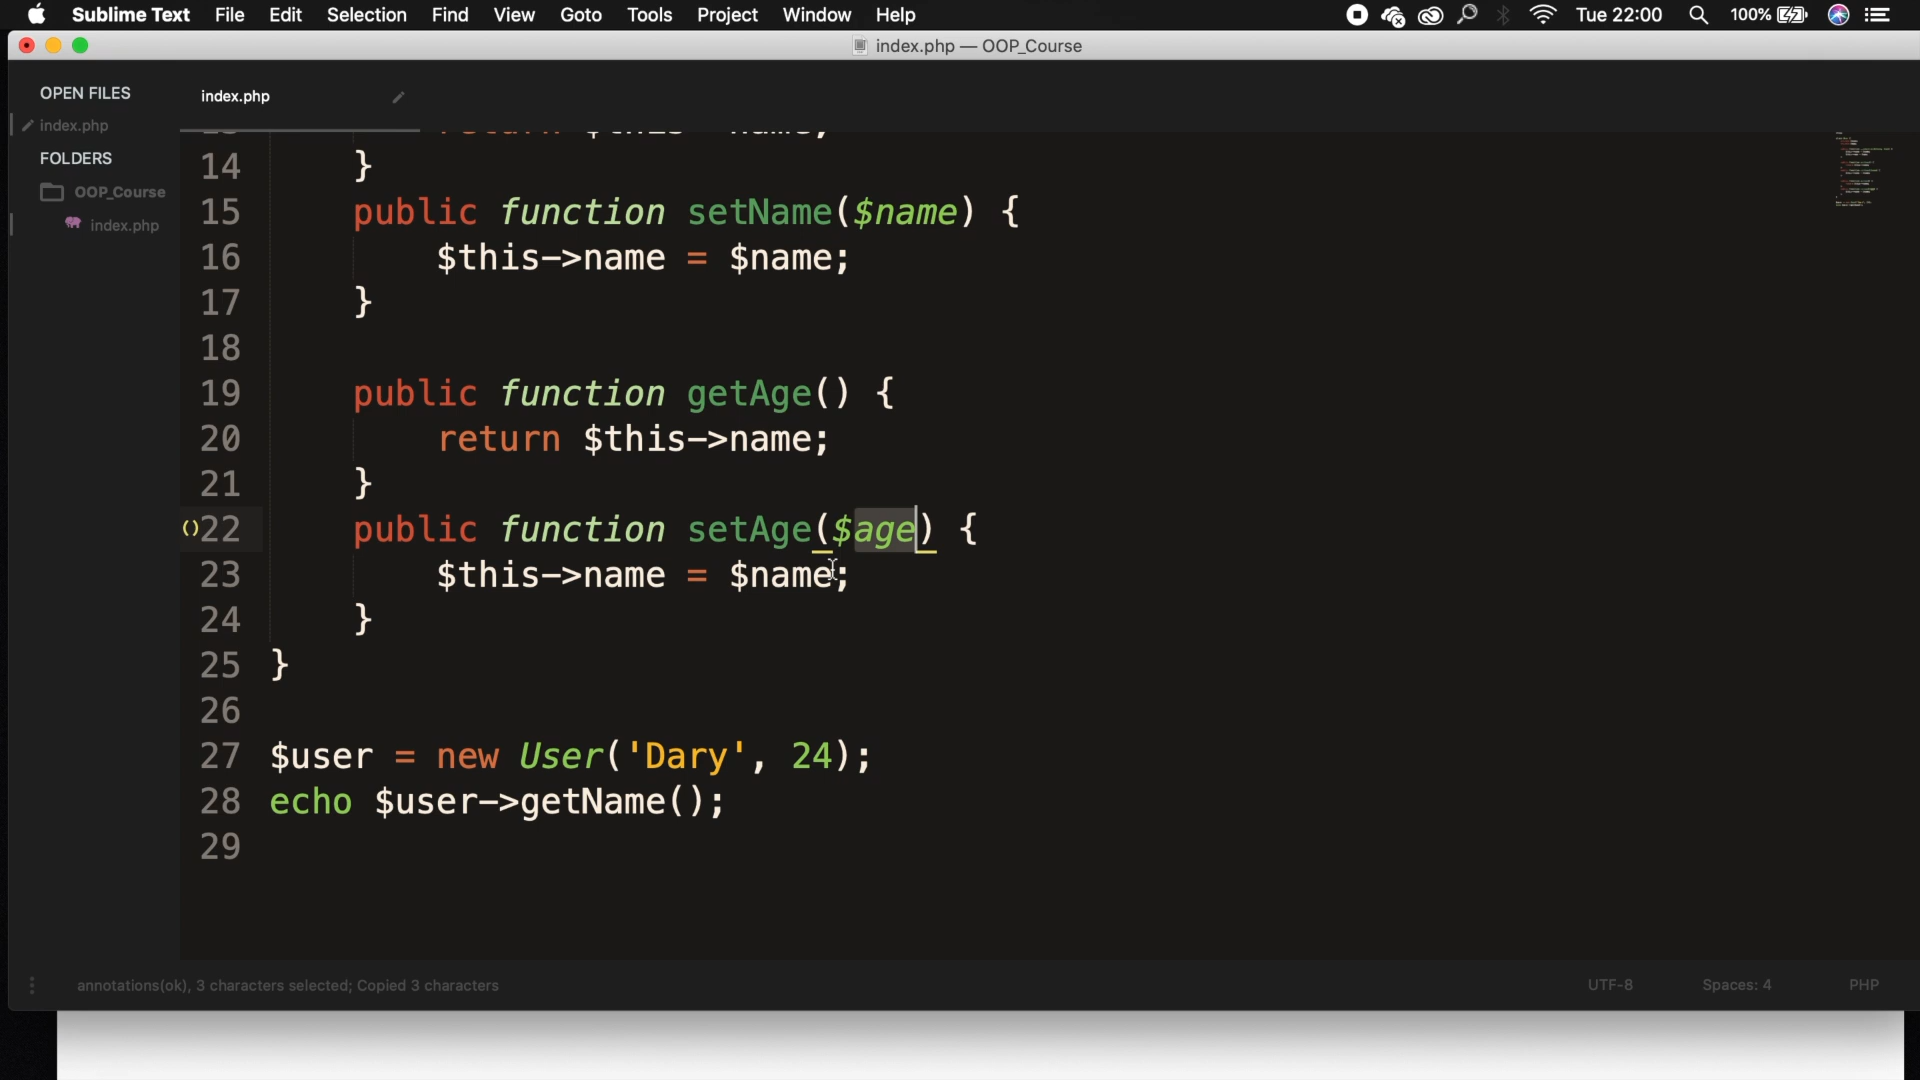 Sublime Text File Edit Selection Find View Goto Tools Project Window Help Tue 22:00 100%
index.php — OOP_Course
OPEN FILES
index.php
FOLDERS
OOP_Course
index.php
index.php
14 }
15 public function setName($name) {
16 $this->name = $name;
17 }
18
19 public function getAge() {
20 return $this->name;
21 }
()22 public function setAge($age) {
23 $this->name = $name;
24 }
25 }
26
27 $user = new User('Dary', 24);
28 echo $user->getName();
29
annotations(ok), 3 characters selected; Copied 3 characters UTF-8 Spaces: 4 PHP